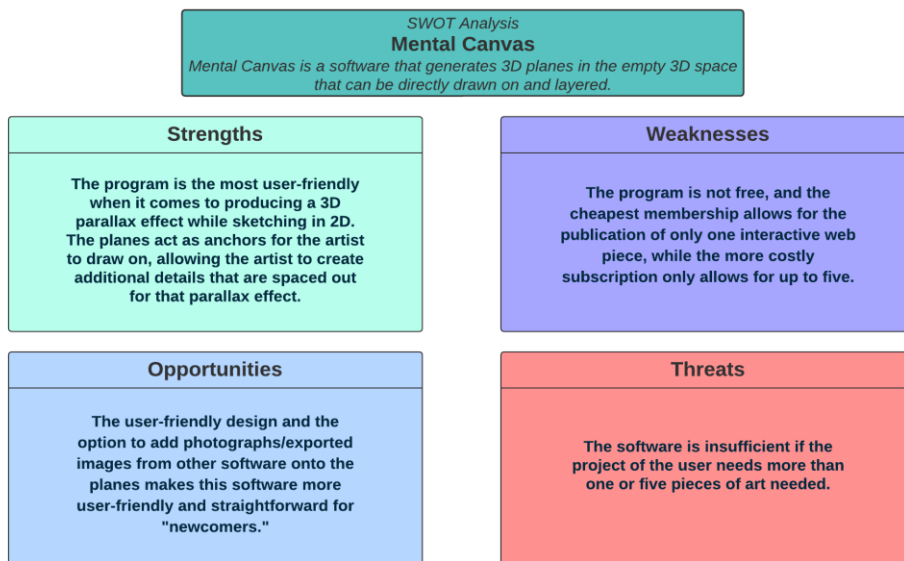 SWOT Analysis
Mental Canvas
Mental Canvas is a software that generates 3D planes in the empty 3D space
that can be directly drawn on and layered.
Strengths
The program is the most user-friendly
when it comes to producing a 3D
parallax effect while sketching in 2D.
The planes act as anchors for the artist
to draw on, allowing the artist to create
additional details that are spaced out
for that parallax effect.
Weaknesses
The program is not free, and the
cheapest membership allows for the
publication of only one interactive web
piece, while the more costly
subscription only allows for up to five.
Opportunities
The user-friendly design and the
option to add photographs/exported
images from other software onto the
planes makes this software more
user-friendly and straightforward for
"newcomers."
Threats
The software is insufficient if the
project of the user needs more than
one or five pieces of art needed.